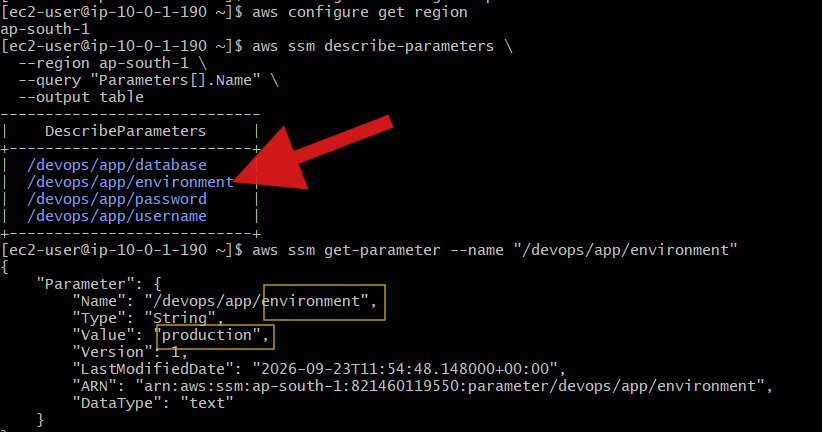 [ec2-user@ip-10-0-1-190 ~]$ aws configure get region
ap-south-1
[ec2-user@ip-10-0-1-190 ~]$ aws ssm describe-parameters \
  --region ap-south-1 \
  --query "Parameters[].Name" \
  --output table
-----------------------------
|    DescribeParameters     |
+---------------------------+
|  /devops/app/database     |
|  /devops/app/environment  |
|  /devops/app/password     |
|  /devops/app/username     |
+---------------------------+
[ec2-user@ip-10-0-1-190 ~]$ aws ssm get-parameter --name "/devops/app/environment"
{
    "Parameter": {
        "Name": "/devops/app/environment",
        "Type": "String",
        "Value": "production",
        "Version": 1,
        "LastModifiedDate": "2026-09-23T11:54:48.148000+00:00",
        "ARN": "arn:aws:ssm:ap-south-1:821460119550:parameter/devops/app/environment",
        "DataType": "text"
    }